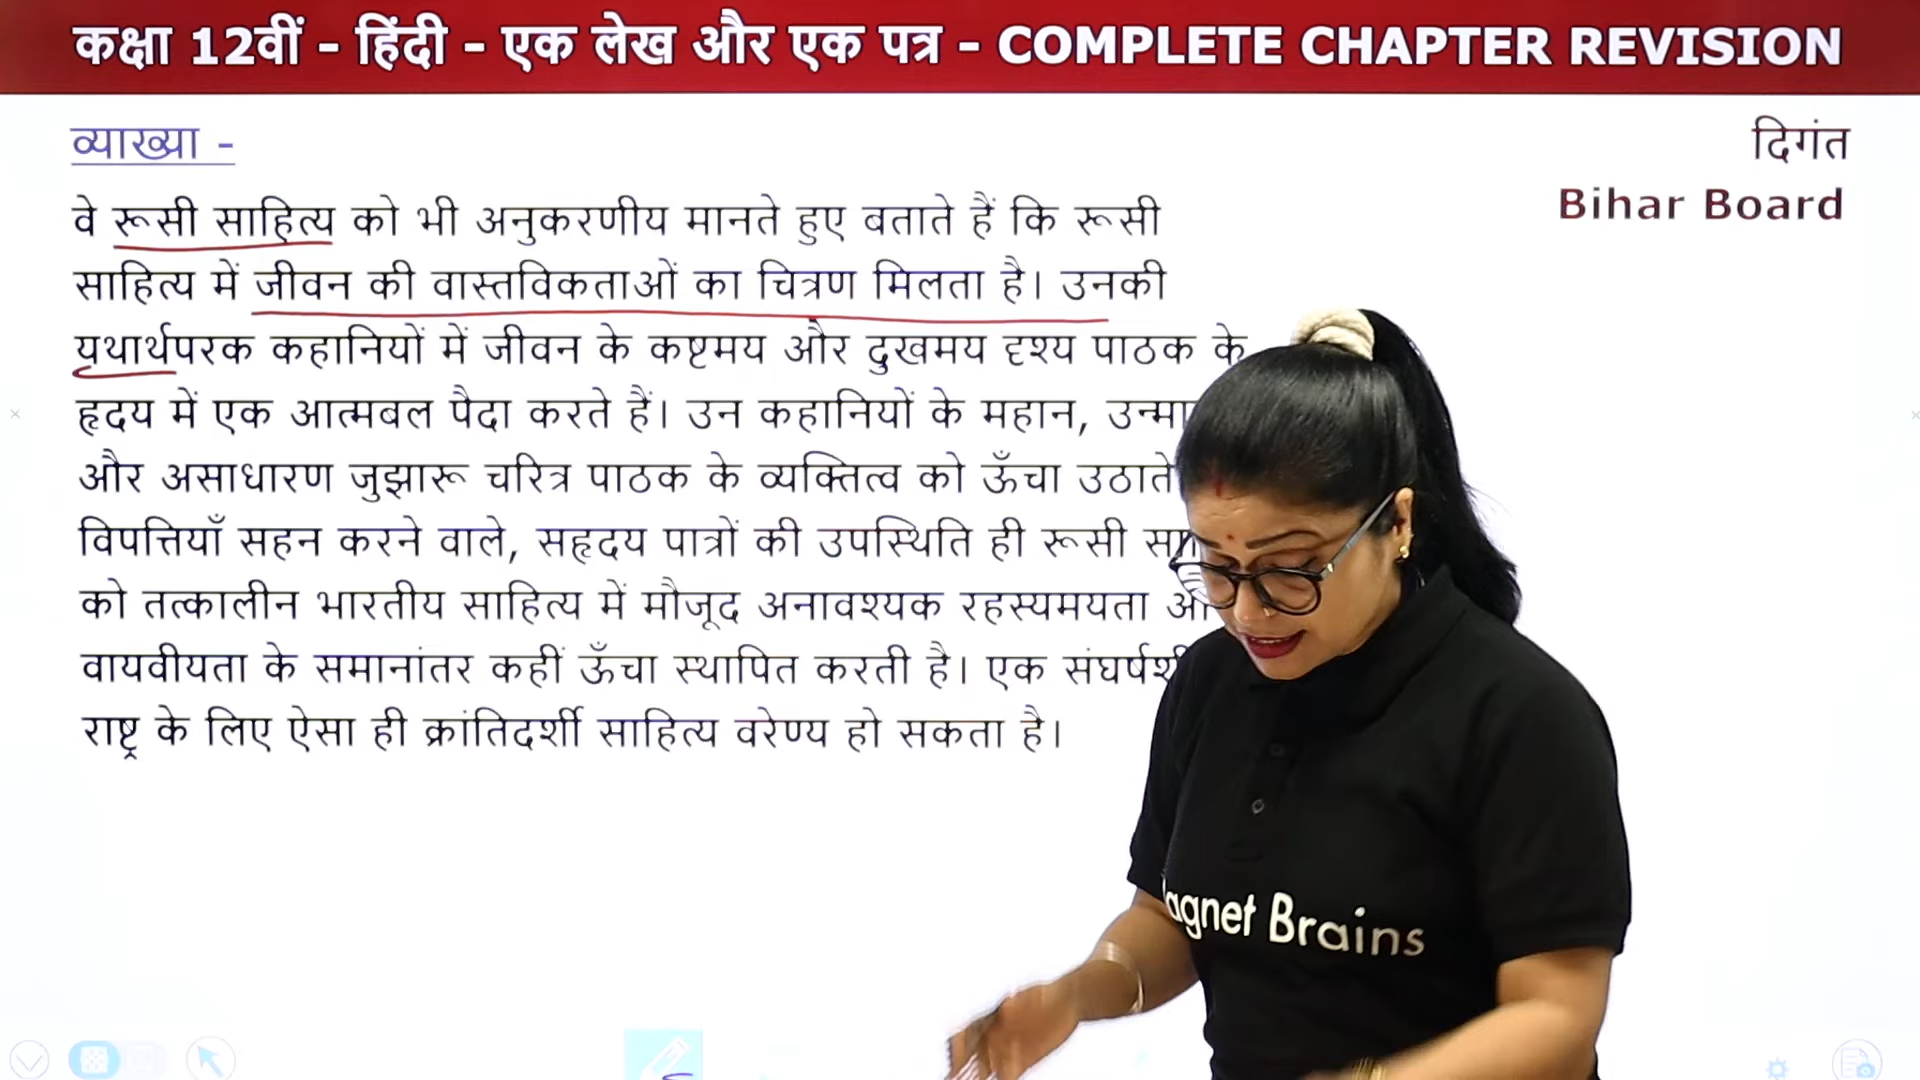 कक्षा 12वीं - हिंदी - एक लेख और एक पत्र - COMPLETE CHAPTER REVISION
व्याख्या -
दिगंत
Bihar Board
वे रूसी साहित्य को भी अनुकरणीय मानते हुए बताते हैं कि रूसी
साहित्य में जीवन की वास्तविकताओं का चित्रण मिलता है। उनकी
यथार्थपरक कहानियों में जीवन के कष्टमय और दुखमय दृश्य पाठक के
हृदय में एक आत्मबल पैदा करते हैं। उन कहानियों के महान,
और असाधारण जुझारू चरित्र पाठक के व्यक्तित्व को ऊँचा उठाते
विपत्तियाँ सहन करने वाले, सहृदय पात्रों की उपस्थिति ही रूसी
को तत्कालीन भारतीय साहित्य में मौजूद अनावश्यक रहस्यमयता
वायवीयता के समानांतर कहीं ऊँचा स्थापित करती है। एक
राष्ट्र के लिए ऐसा ही क्रांतिदर्शी साहित्य वरेण्य हो सकता है।
Brains